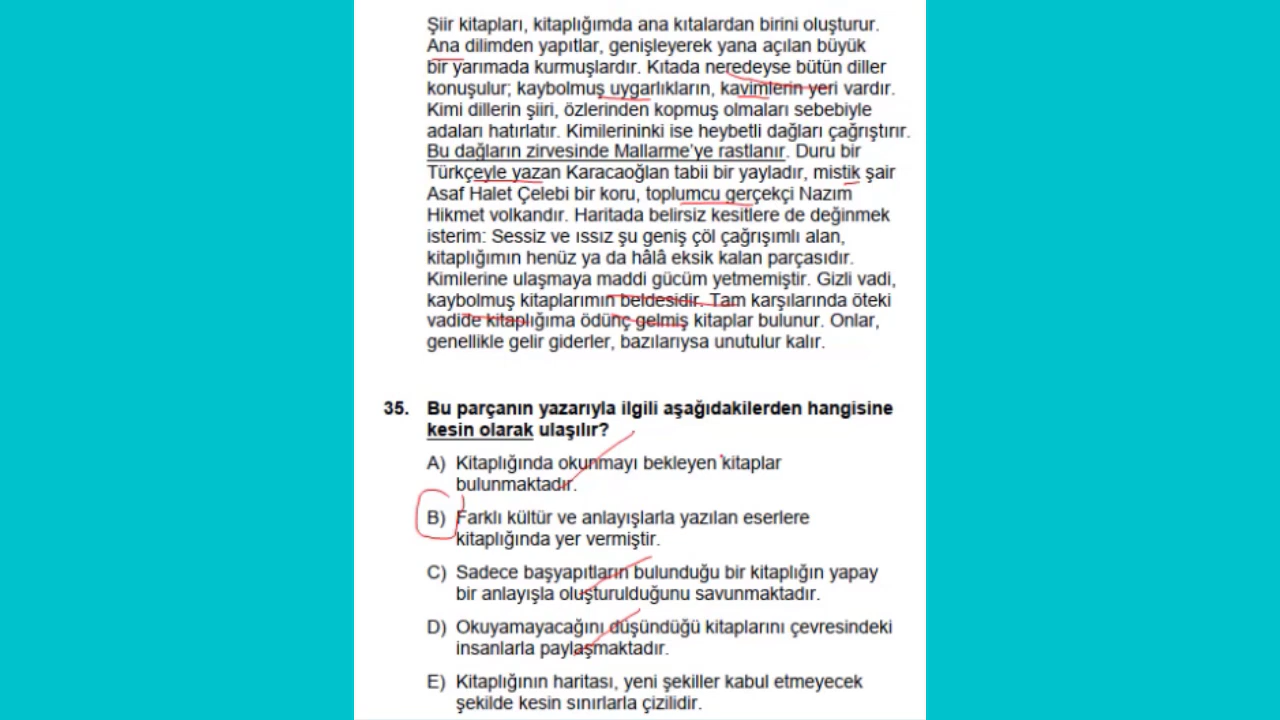 Şiir kitapları, kitaplığımda ana kıtalardan birini oluşturur.
Ana dilimden yapıtlar, genişleyerek yana açılan büyük
bir yarımada kurmuşlardır. Kıtada neredeyse bütün diller
konuşulur; kaybolmuş uygarlıkların, kavimlerin yeri vardır.
Kimi dillerin şiiri, özlerinden kopmuş olmaları sebebiyle
adaları hatırlatır. Kimilerininki ise heybetli dağları çağrıştırır.
Bu dağların zirvesinde Mallarme'ye rastlanır. Duru bir
Türkçeyle yazan Karacaoğlan tabii bir yayladır, mistik şair
Asaf Halet Çelebi bir koru, toplumcu gerçekçi Nazım
Hikmet volkandır. Haritada belirsiz kesitlere de değinmek
isterim: Sessiz ve ıssız şu geniş çöl çağrışımlı alan,
kitaplığımın henüz ya da hâlâ eksik kalan parçasıdır.
Kimilerine ulaşmaya maddi gücüm yetmemiştir. Gizli vadi,
kaybolmuş kitaplarımın beldesidir. Tam karşılarında öteki
vadide kitaplığıma ödünç gelmiş kitaplar bulunur. Onlar,
genellikle gelir giderler, bazılarıysa unutulur kalır.
35. Bu parçanın yazarıyla ilgili aşağıdakilerden hangisine
kesin olarak ulaşılır?
A) Kitaplığında okunmayı bekleyen kitaplar
bulunmaktadır.
B) Farklı kültür ve anlayışlarla yazılan eserlere
kitaplığında yer vermiştir.
C) Sadece başyapıtların bulunduğu bir kitaplığın yapay
bir anlayışla oluşturulduğunu savunmaktadır.
D) Okuyamayacağını düşündüğü kitaplarını çevresindeki
insanlarla paylaşmaktadır.
E) Kitaplığının haritası, yeni şekiller kabul etmeyecek
şekilde kesin sınırlarla çizilidir.